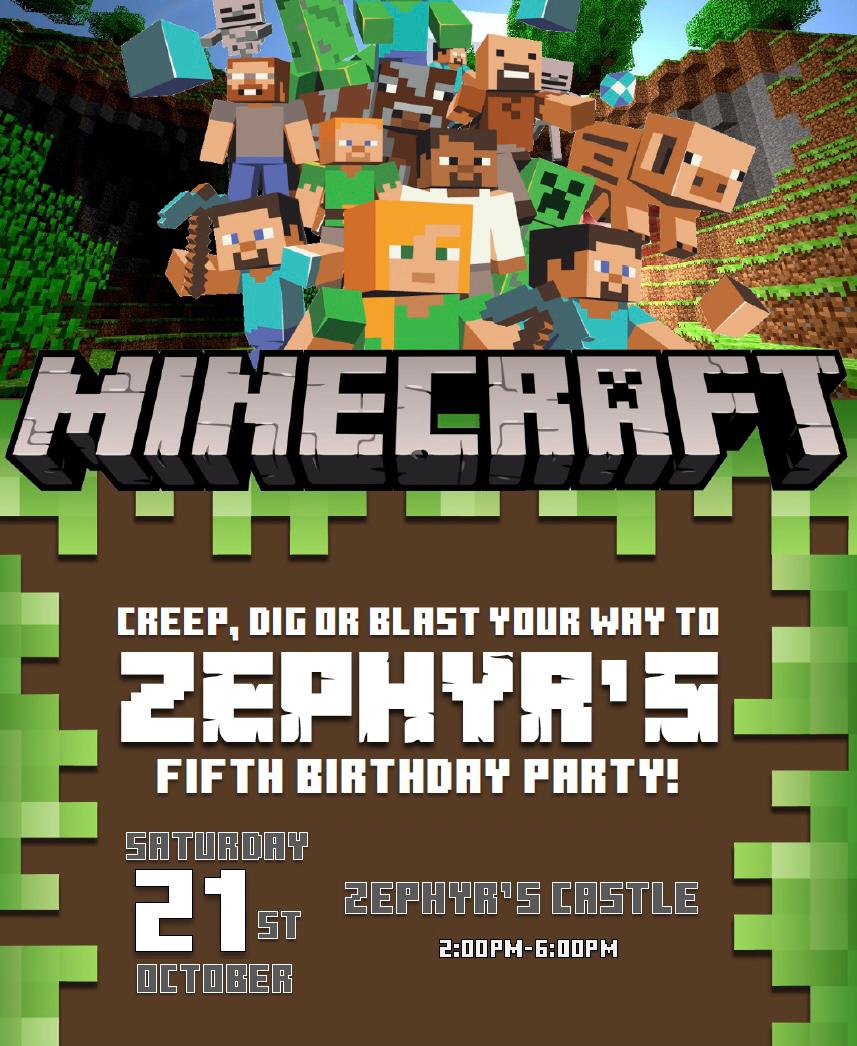 MINECRAFT
CREEP, DIG OR BLAST YOUR WAY TO
ZEPHYR'S
FIFTH BIRTHDAY PARTY!
SATURDAY
21ST
OCTOBER
ZEPHYR'S CASTLE
2:00PM-6:00PM